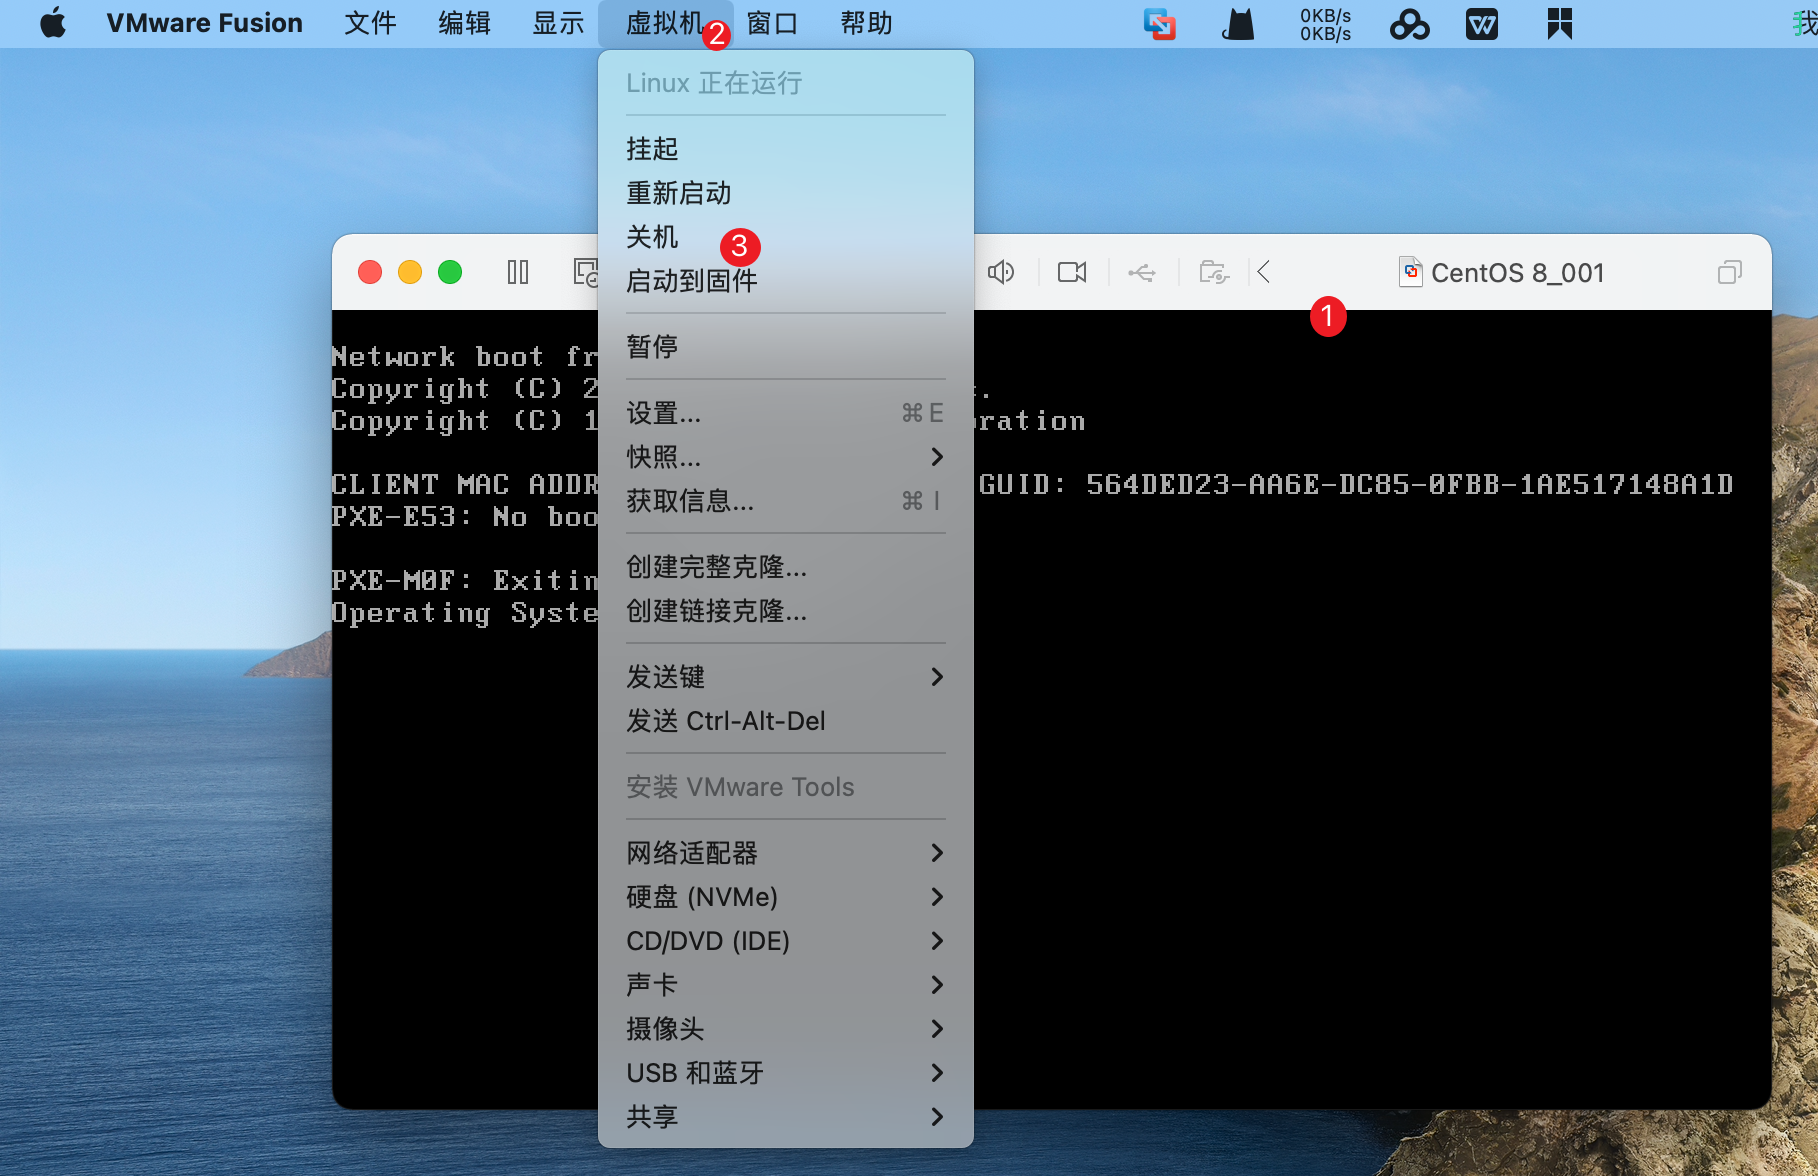 VMware Fusion 文件 编辑 显示 虚拟机 窗口 帮助 0KB/s
0KB/s
我
2
Linux 正在运行
挂起
重新启动
关机
3
启动到固件
暂停
设置... ⌘ E
快照...
获取信息... ⌘ I
创建完整克隆...
创建链接克隆...
发送键
发送 Ctrl-Alt-Del
安装 VMware Tools
网络适配器
硬盘 (NVMe)
CD/DVD (IDE)
声卡
摄像头
USB 和蓝牙
共享
CentOS 8_001
1
Network boot fr
Copyright (C) 2
Copyright (C) 1 ration
CLIENT MAC ADDR GUID: 564DED23-AA6E-DC85-0FBB-1AE517148A1D
PXE-E53: No boo
PXE-M0F: Exitin
Operating Syste